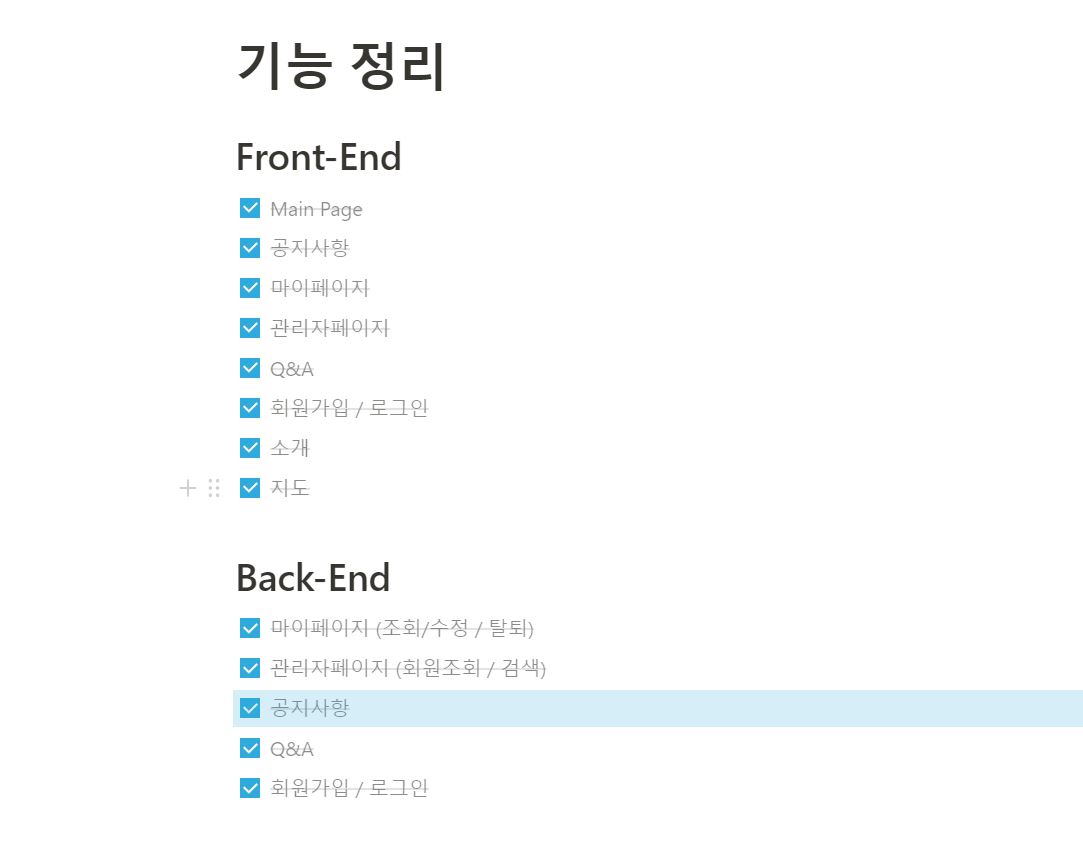 기능 정리
Front-End
Main Page
공지사항
마이페이지
관리자페이지
Q&A
회원가입 / 로그인
소개
지도
Back-End
마이페이지 (조회/수정 / 탈퇴)
관리자페이지 (회원조회 / 검색)
공지사항
Q&A
회원가입 / 로그인